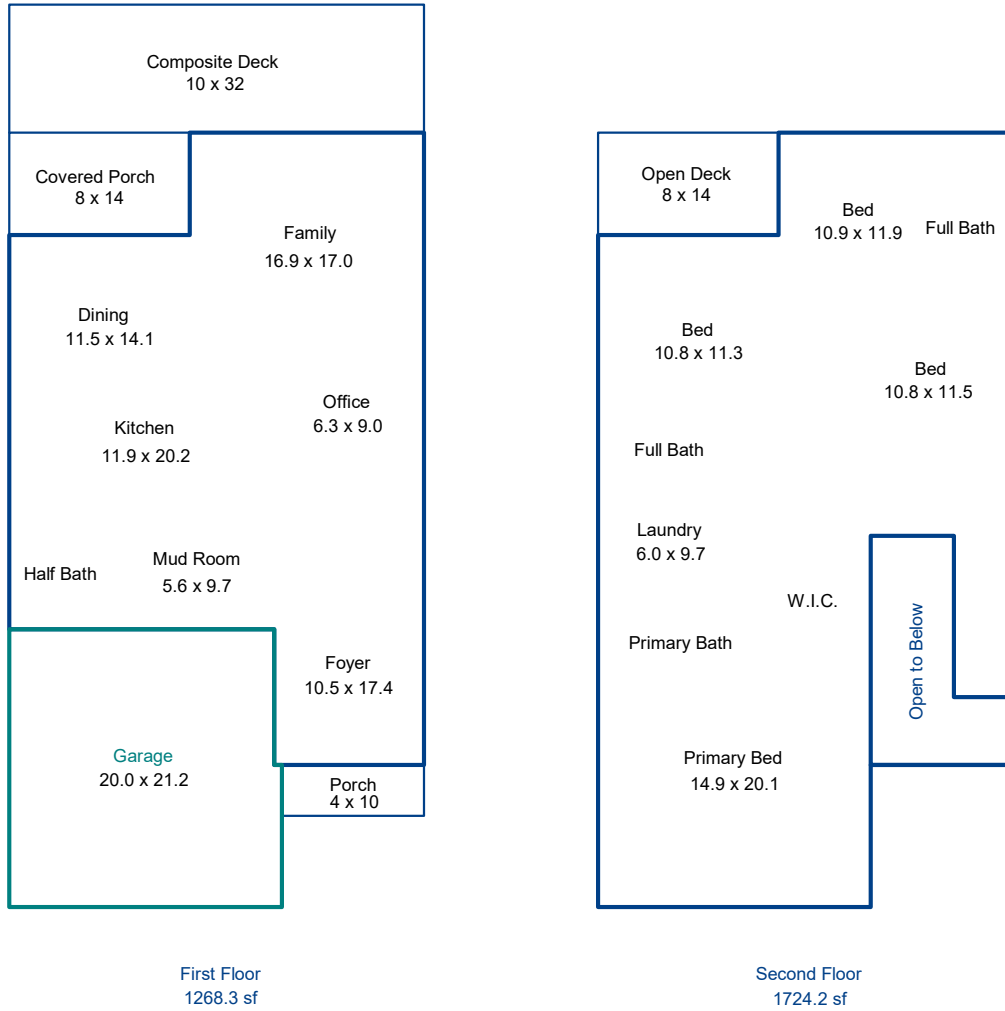 Composite Deck
10 x 32
Covered Porch
8 x 14
Family
16.9 x 17.0
Dining
11.5 x 14.1
Office
6.3 x 9.0
Kitchen
11.9 x 20.2
Mud Room
5.6 x 9.7
Half Bath
Foyer
10.5 x 17.4
Garage
20.0 x 21.2
Porch
4 x 10
First Floor
1268.3 sf
Open Deck
8 x 14
Bed
10.9 x 11.9
Full Bath
Bed
10.8 x 11.3
Bed
10.8 x 11.5
Full Bath
Laundry
6.0 x 9.7
W.I.C.
Primary Bath
Open to Below
Primary Bed
14.9 x 20.1
Second Floor
1724.2 sf